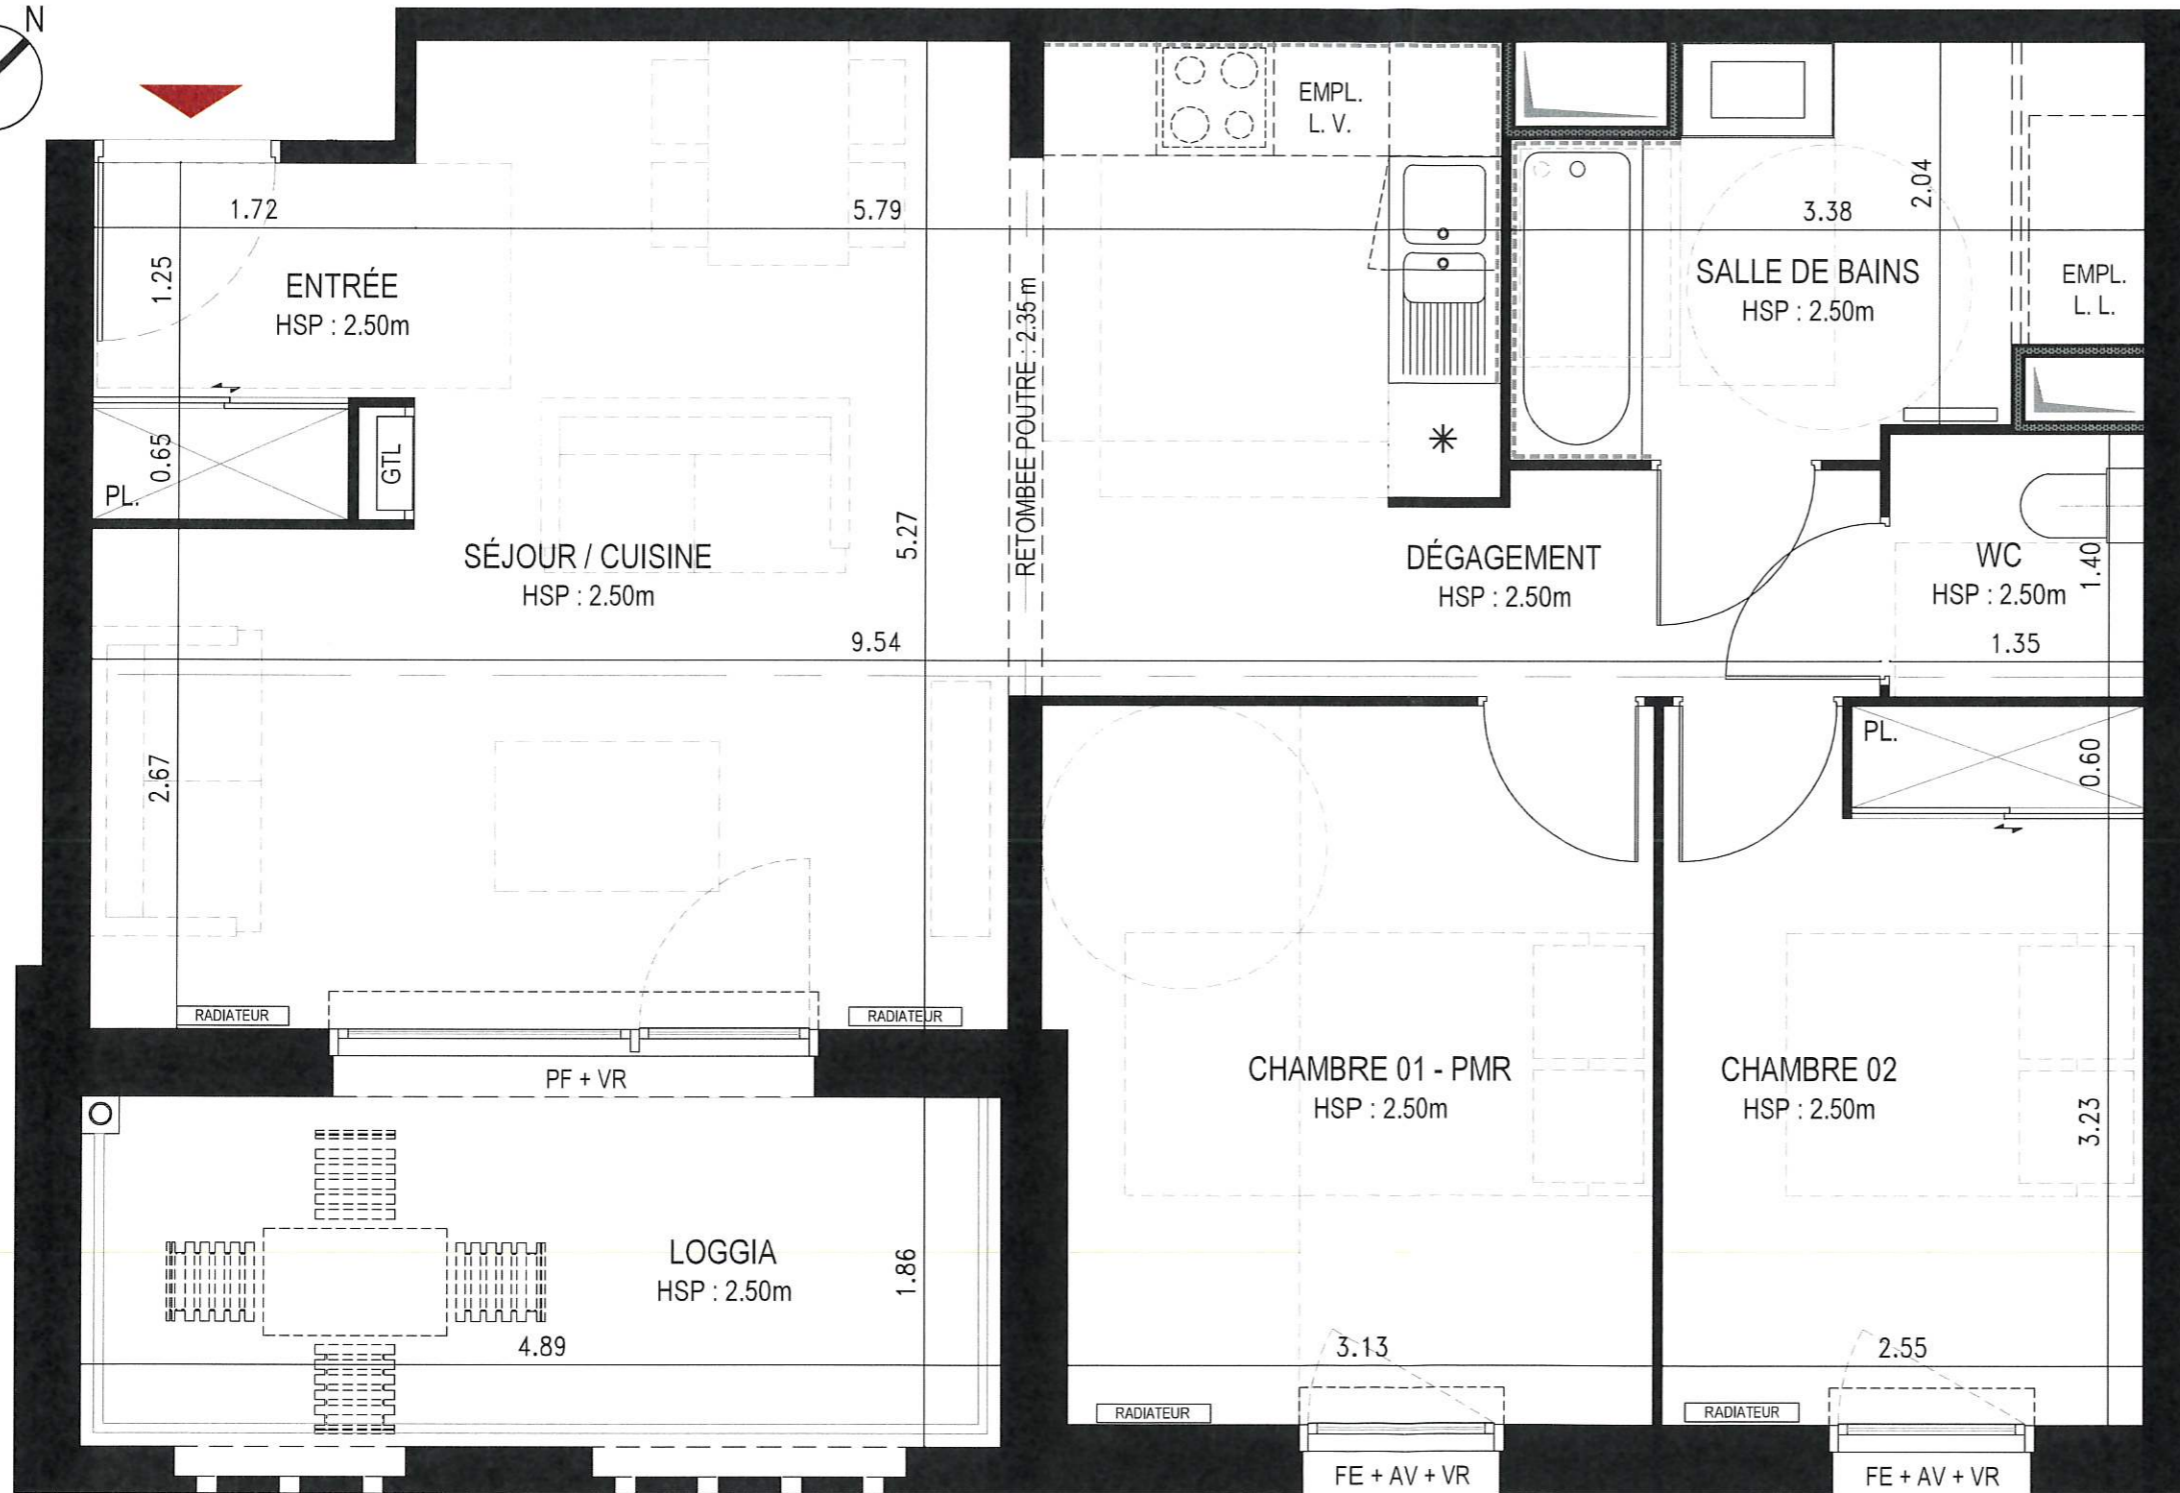 N
EMPL.
L. V.
1.72
5.79
3.38
2.04
1.25
ENTRÉE
HSP : 2.50m
SALLE DE BAINS
HSP : 2.50m
EMPL.
L. L.
RETOMBEE POUTRE : 2.35 m
0.65
PL.
GTL
SÉJOUR / CUISINE
HSP : 2.50m
5.27
DÉGAGEMENT
HSP : 2.50m
WC
HSP : 2.50m
1.40
9.54
1.35
2.67
PL.
0.60
RADIATEUR
RADIATEUR
PF + VR
CHAMBRE 01 - PMR
HSP : 2.50m
CHAMBRE 02
HSP : 2.50m
3.23
LOGGIA
HSP : 2.50m
1.86
4.89
3.13
2.55
RADIATEUR
RADIATEUR
FE + AV + VR
FE + AV + VR